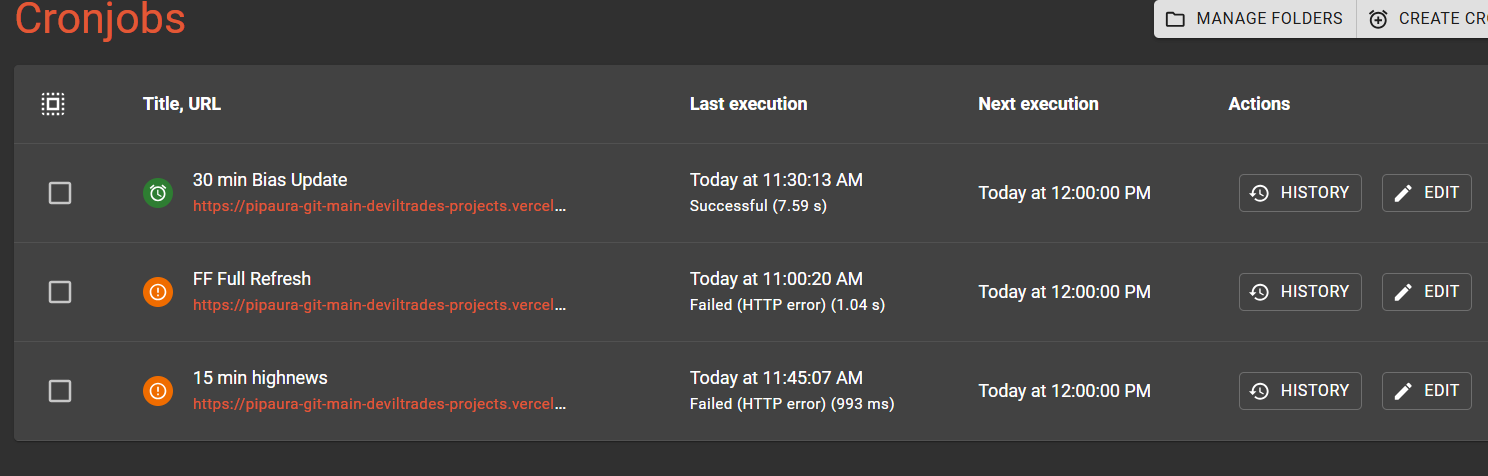 Cronjobs
MANAGE FOLDERS
CREATE CR
Title, URL
Last execution
Next execution
Actions
30 min Bias Update
https://pipaura-git-main-deviltrades-projects.vercel...
Today at 11:30:13 AM
Successful (7.59 s)
Today at 12:00:00 PM
HISTORY
EDIT
FF Full Refresh
https://pipaura-git-main-deviltrades-projects.vercel...
Today at 11:00:20 AM
Failed (HTTP error) (1.04 s)
Today at 12:00:00 PM
HISTORY
EDIT
15 min highnews
https://pipaura-git-main-deviltrades-projects.vercel...
Today at 11:45:07 AM
Failed (HTTP error) (993 ms)
Today at 12:00:00 PM
HISTORY
EDIT